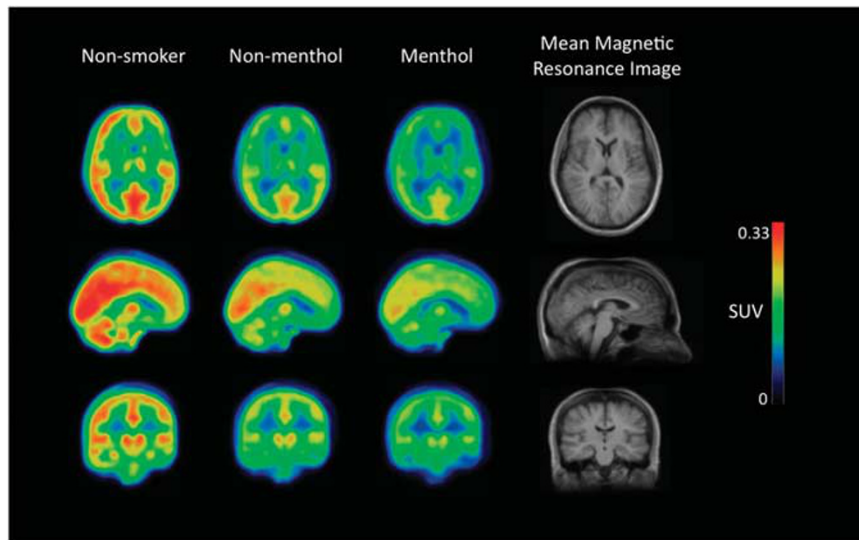 Non-smoker
Non-menthol
Menthol
Mean Magnetic
Resonance Image
0.33
SUV
0